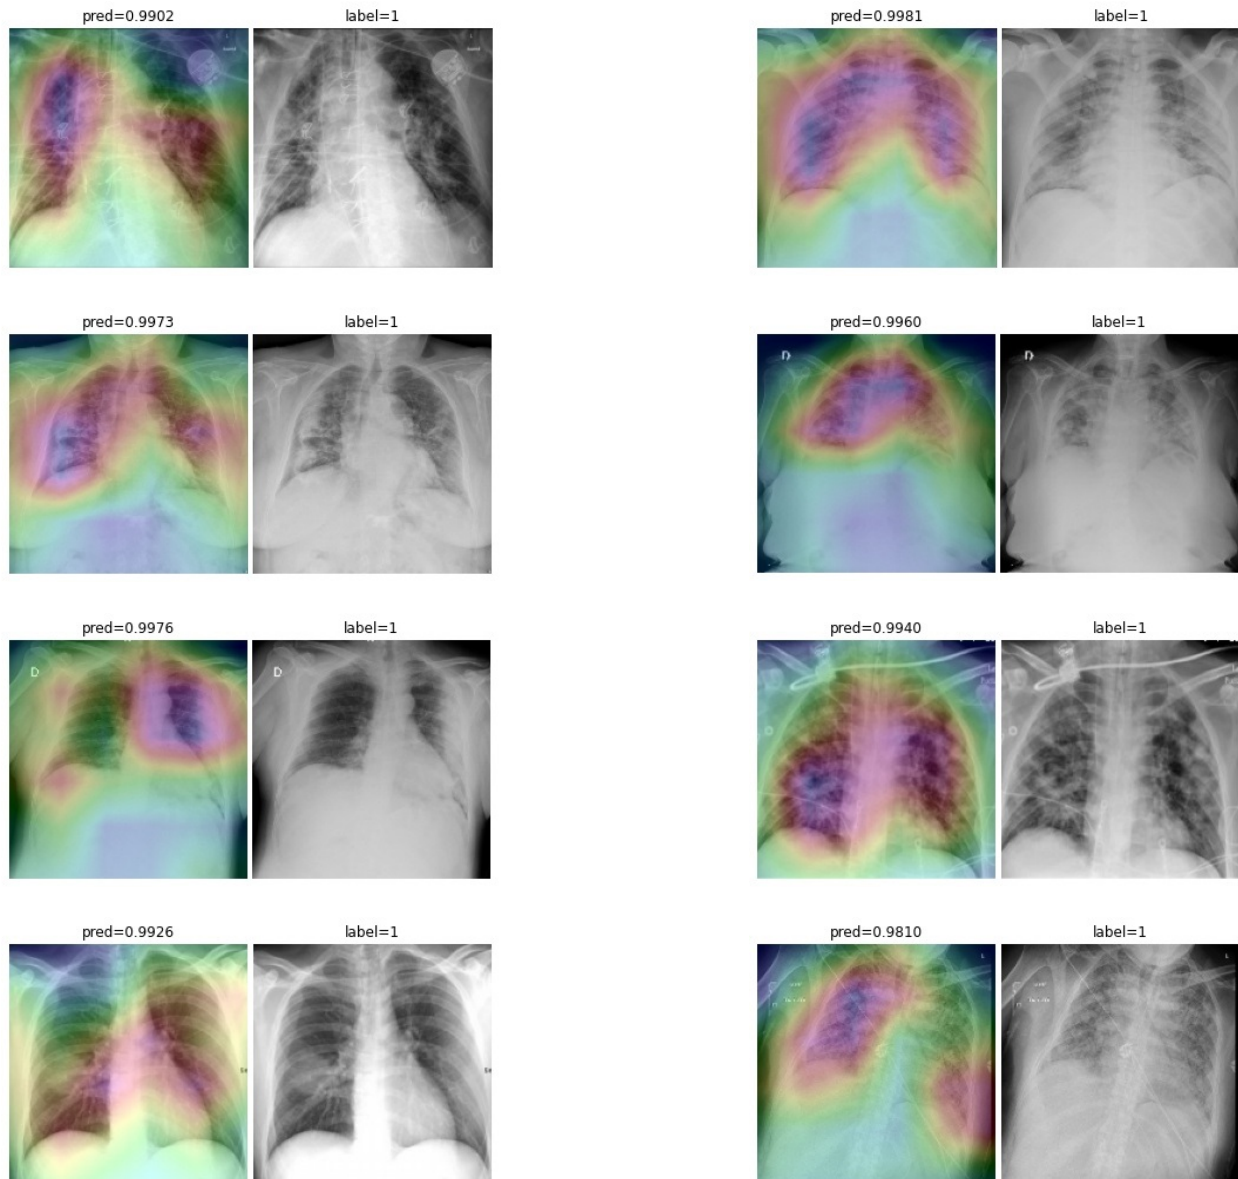 pred=0.9902 label=1 pred=0.9981 label=1
pred=0.9973 label=1 pred=0.9960 label=1
D D D D
pred=0.9976 label=1 pred=0.9940 label=1
D D
pred=0.9926 label=1 pred=0.9810 label=1
L L